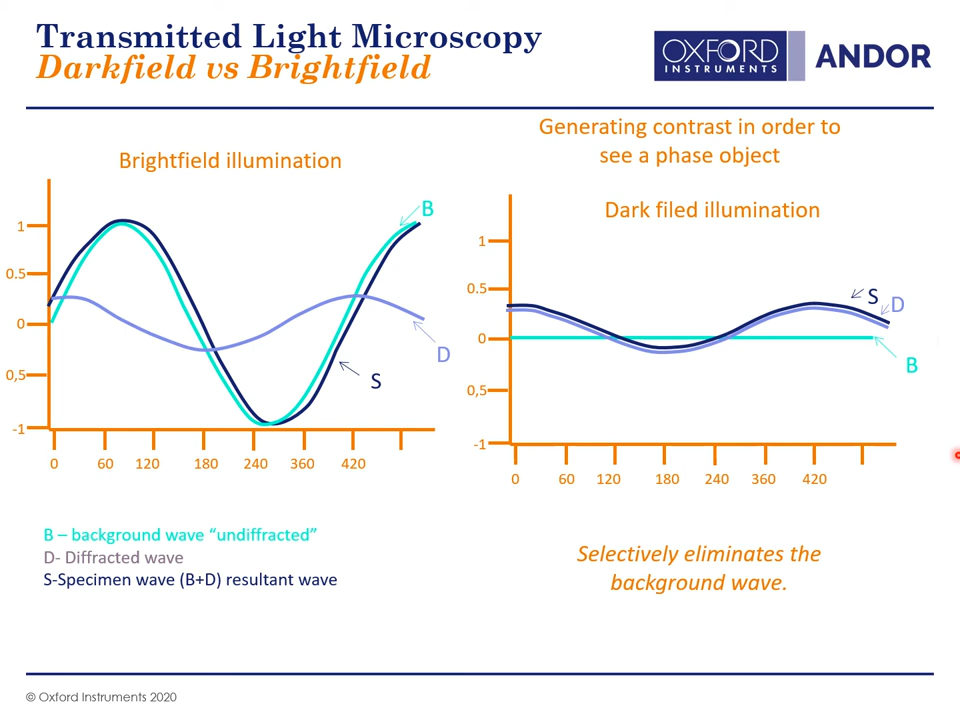 Transmitted Light Microscopy
Darkfield vs Brightfield
OXFORD
INSTRUMENTS
ANDOR
Brightfield illumination
1
0.5
0
0,5
-1
0 60 120 180 240 360 420
B
D
S
B – background wave "undiffracted"
D- Diffracted wave
S-Specimen wave (B+D) resultant wave
Generating contrast in order to
see a phase object
Dark filed illumination
1
0.5
0
0,5
-1
0 60 120 180 240 360 420
S
D
B
Selectively eliminates the
background wave.
© Oxford Instruments 2020